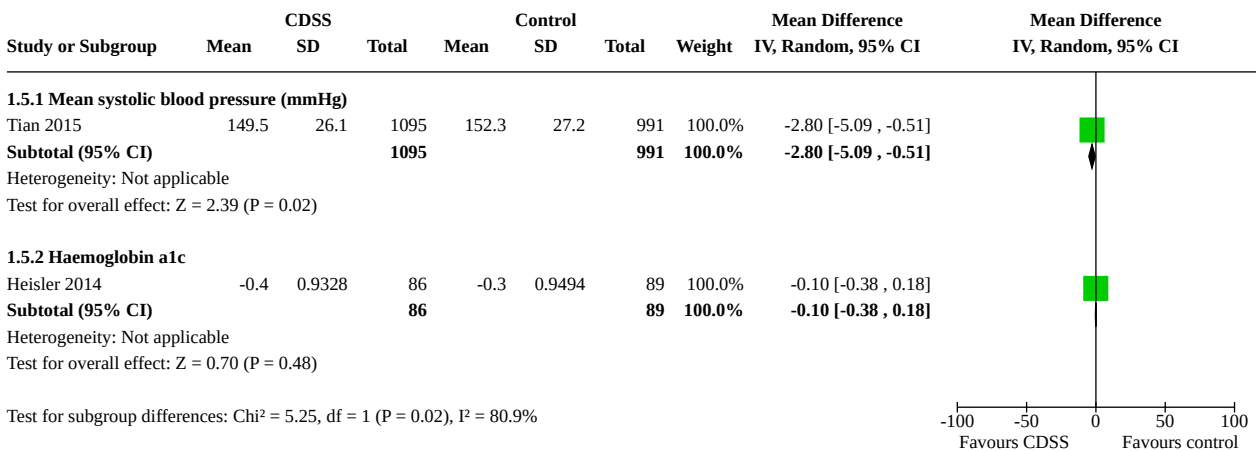 CDSS Control Mean Difference Mean Difference
Study or Subgroup Mean SD Total Mean SD Total Weight IV, Random, 95% CI IV, Random, 95% CI
1.5.1 Mean systolic blood pressure (mmHg)
Tian 2015 149.5 26.1 1095 152.3 27.2 991 100.0% -2.80 [-5.09 , -0.51]
Subtotal (95% CI) 1095 991 100.0% -2.80 [-5.09 , -0.51]
Heterogeneity: Not applicable
Test for overall effect: Z = 2.39 (P = 0.02)
1.5.2 Haemoglobin a1c
Heisler 2014 -0.4 0.9328 86 -0.3 0.9494 89 100.0% -0.10 [-0.38 , 0.18]
Subtotal (95% CI) 86 89 100.0% -0.10 [-0.38 , 0.18]
Heterogeneity: Not applicable
Test for overall effect: Z = 0.70 (P = 0.48)
Test for subgroup differences: Chi² = 5.25, df = 1 (P = 0.02), I² = 80.9%
-100 -50 0 50 100
Favours CDSS Favours control